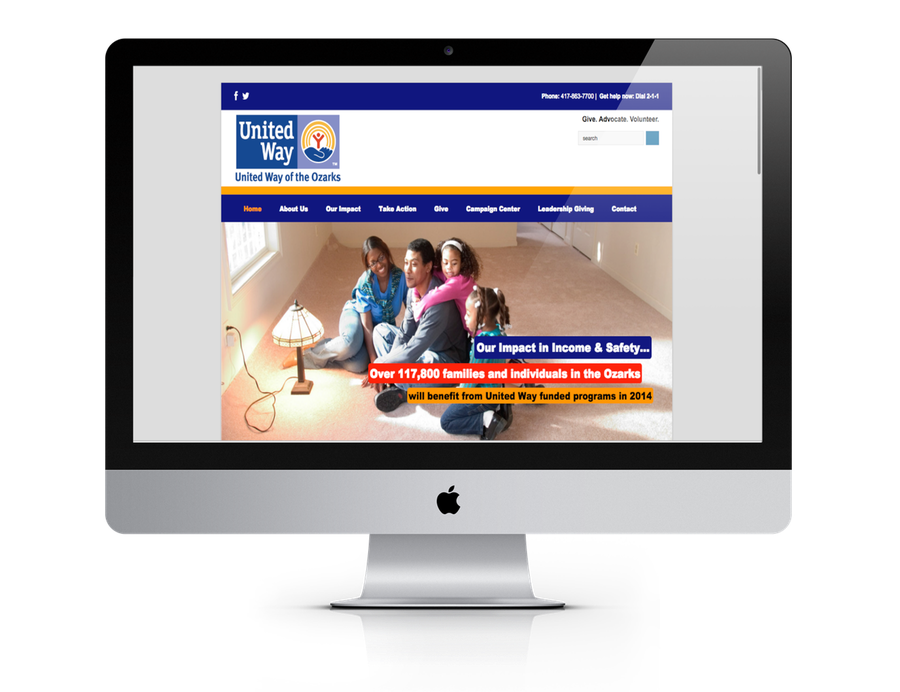 Phone: 417-863-7700 | Get help now: Dial 2-1-1
United
Way
TM
United Way of the Ozarks
Give. Advocate. Volunteer.
search
Home About Us Our Impact Take Action Give Campaign Center Leadership Giving Contact
Our Impact in Income & Safety...
Over 117,800 families and individuals in the Ozarks
will benefit from United Way funded programs in 2014